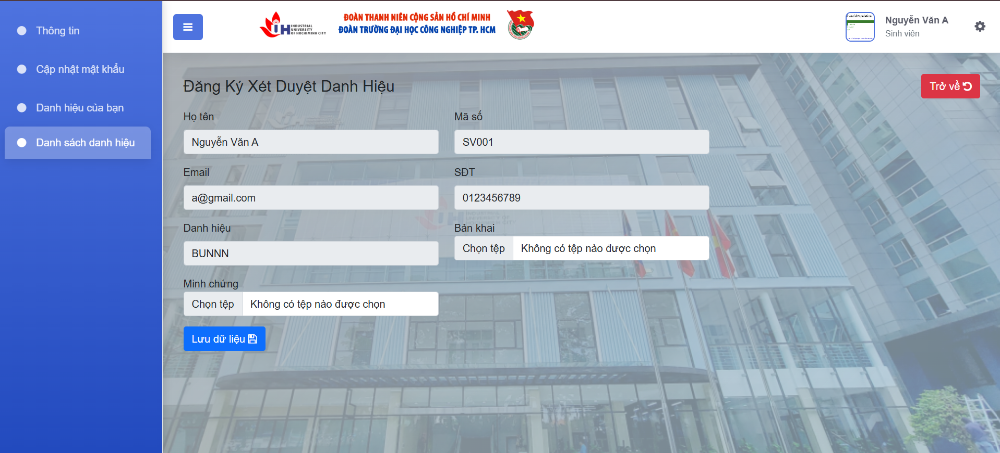 Thông tin
Cập nhật mật khẩu
Danh hiệu của bạn
Danh sách danh hiệu
INDUSTRIAL
UNIVERSITY
OF HOCHIMINH CITY
ĐOÀN THANH NIÊN CỘNG SẢN HỒ CHÍ MINH
ĐOÀN TRƯỜNG ĐẠI HỌC CÔNG NGHIỆP TP. HCM
World Population
Nguyễn Văn A
Sinh viên
Đăng Ký Xét Duyệt Danh Hiệu
Trở về
Họ tên
Mã số
Nguyễn Văn A
SV001
Email
SĐT
a@gmail.com
0123456789
Danh hiệu
Bản khai
BUNNN
Chọn tệp
Không có tệp nào được chọn
Minh chứng
Chọn tệp
Không có tệp nào được chọn
Lưu dữ liệu